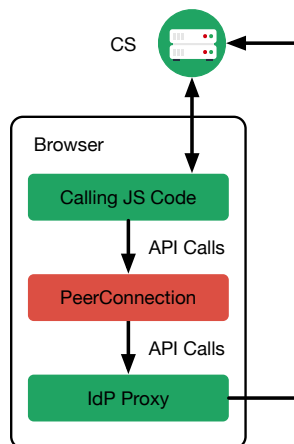 CS
Browser
Calling JS Code
API Calls
PeerConnection
API Calls
IdP Proxy